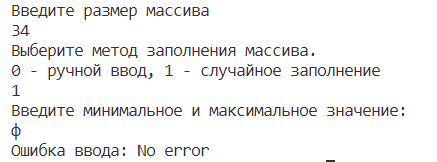 Введите размер массива
34
Выберите метод заполнения массива.
0 - ручной ввод, 1 - случайное заполнение
1
Введите минимальное и максимальное значение:
ф
Ошибка ввода: No error